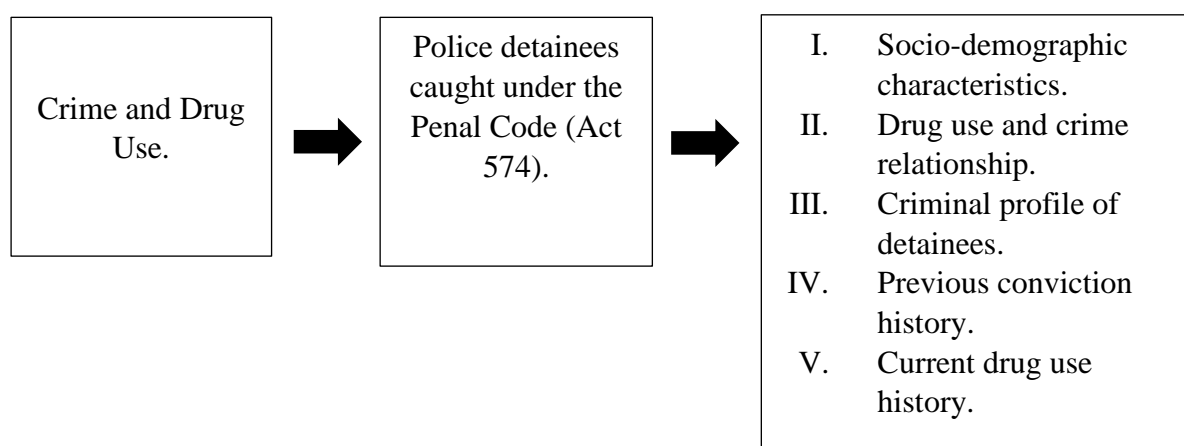 Crime and Drug
Use.
Police detainees
caught under the
Penal Code (Act
574).
I. Socio-demographic
characteristics.
II. Drug use and crime
relationship.
III. Criminal profile of
detainees.
IV. Previous conviction
history.
V. Current drug use
history.